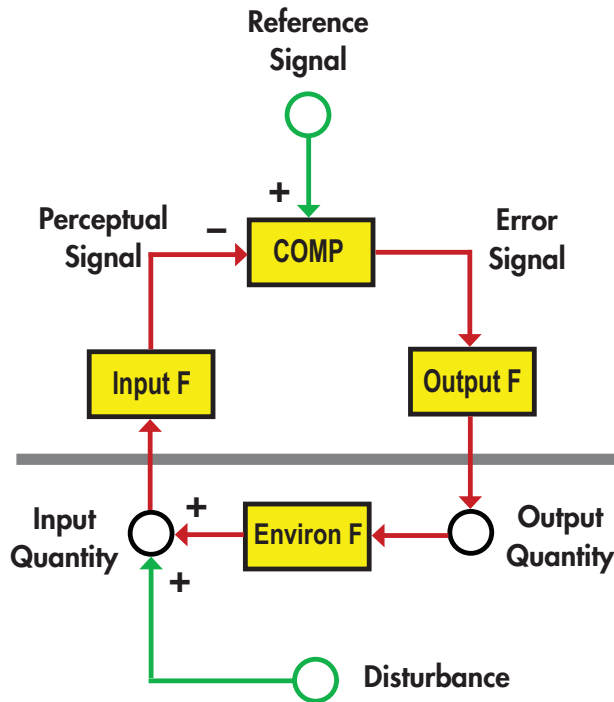 Reference
Signal
+
Perceptual
Signal
−
COMP
Error
Signal
Input F
Output F
Input
Quantity
+
Environ F
Output
Quantity
+
Disturbance